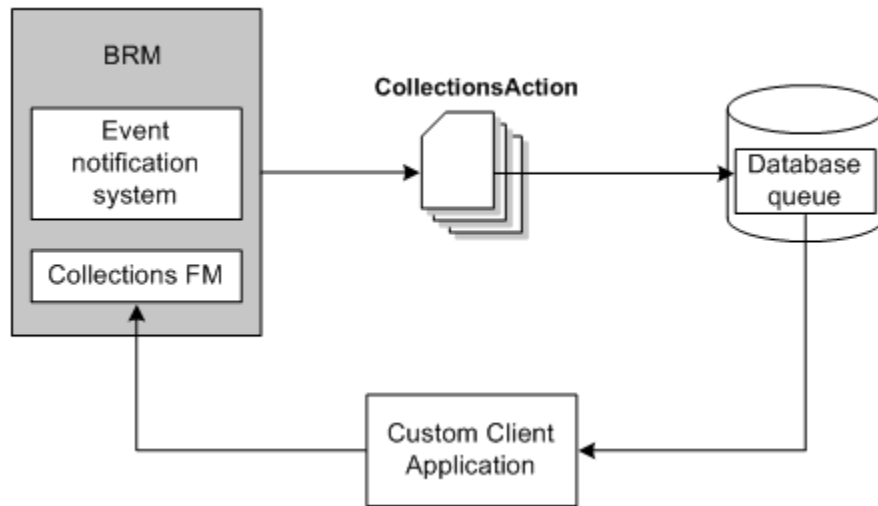 BRM
Event
notification
system
Collections FM
CollectionsAction
Database
queue
Custom Client
Application